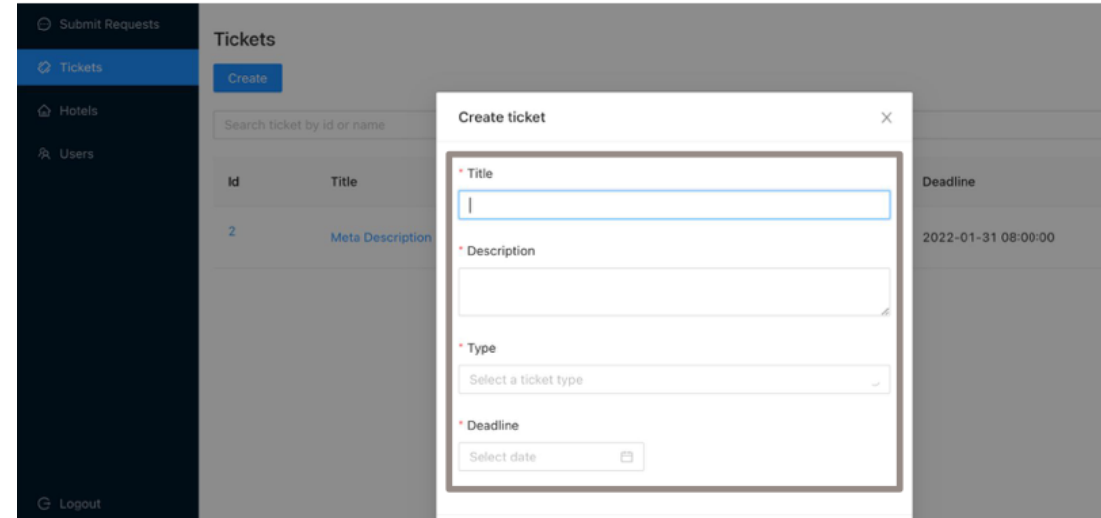 Submit Requests
Tickets
Hotels
Users
Logout
Tickets
Create
Search ticket by id or name
Id Title Deadline
2 Meta Description 2022-01-31 08:00:00
Create ticket
* Title
* Description
* Type
Select a ticket type
* Deadline
Select date